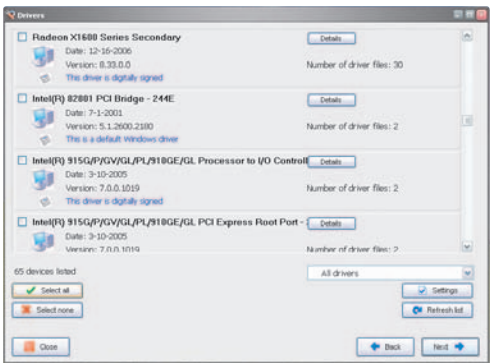 Drivers
Radeon X1600 Series Secondary
Details
Date: 12-16-2006
Version: 8.33.0.0
Number of driver files: 30
This driver is digitally signed
Intel(R) 82801 PCI Bridge - 244E
Details
Date: 7-1-2001
Version: 5.1.2600.2180
Number of driver files: 2
This is a default Windows driver
Intel(R) 915G/P/GV/GL/PL/910GE/GL Processor to I/O Controll
Details
Date: 3-10-2005
Version: 7.0.0.1019
Number of driver files: 2
This driver is digitally signed
Intel(R) 915G/P/GV/GL/PL/910GE/GL PCI Express Root Port -
Details
Date: 3-10-2005
Version: 7.0.0.1019
Number of driver files: 2
65 devices listed
All drivers
Select all
Settings
Select none
Refresh list
Close
Back
Next